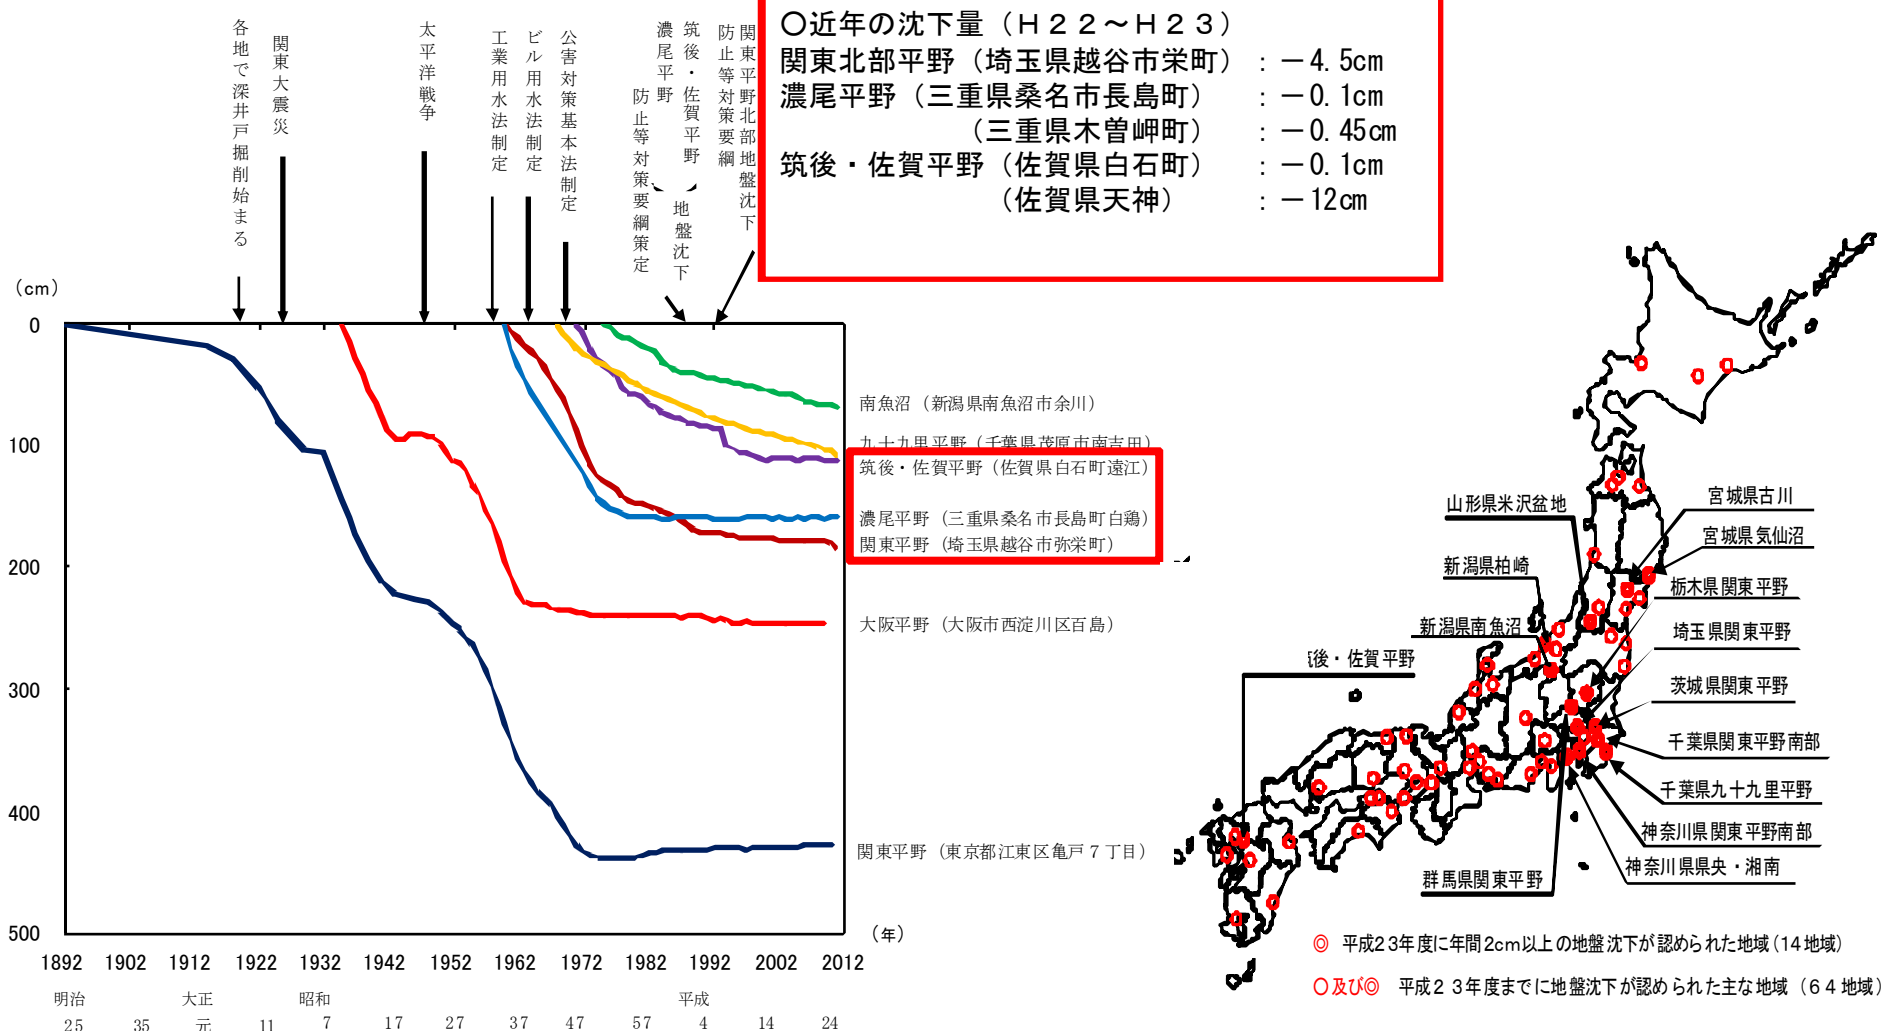 各地で深井戸掘削始まる
関東大震災
太平洋戦争
工業用水法制定
ビル用水法制定
公害対策基本法制定
濃尾平野
筑後・佐賀平野
地盤沈下
防止等対策要綱策定
関東平野北部地盤沈下
防止等対策要綱
〇近年の沈下量（Ｈ２２～Ｈ２３）
関東北部平野（埼玉県越谷市栄町）：－4.5cm
濃尾平野（三重県桑名市長島町）：－0.1cm
（三重県木曽岬町）：－0.45cm
筑後・佐賀平野（佐賀県白石町）：－0.1cm
（佐賀県天神）：－12cm
（cm）
0
100
200
300
400
500
南魚沼（新潟県南魚沼市余川）
九十九里平野（千葉県茂原市南吉田）
筑後・佐賀平野（佐賀県白石町遠江）
濃尾平野（三重県桑名市長島町白鶏）
関東平野（埼玉県越谷市弥栄町）
大阪平野（大阪市西淀川区百島）
関東平野（東京都江東区亀戸７丁目）
（年）
1892 1902 1912 1922 1932 1942 1952 1962 1972 1982 1992 2002 2012
明治 大正 昭和 平成
25 35 元 11 7 17 27 37 47 57 4 14 24
山形県米沢盆地
宮城県古川
宮城県気仙沼
新潟県柏崎
栃木県関東平野
新潟県南魚沼
埼玉県関東平野
後・佐賀平野
茨城県関東平野
千葉県関東平野南部
千葉県九十九里平野
神奈川県関東平野南部
神奈川県県央・湘南
群馬県関東平野
◎ 平成23年度に年間2cm以上の地盤沈下が認められた地域(14地域)
〇及び◎ 平成２３年度までに地盤沈下が認められた主な地域（６４地域）